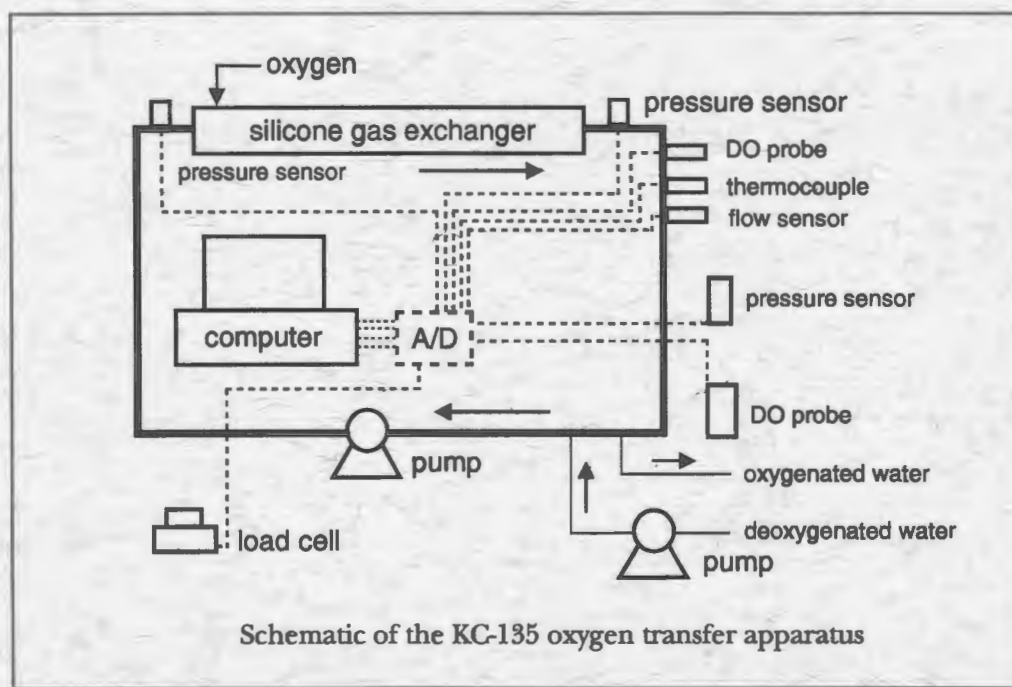 oxygen
pressure sensor
silicone gas exchanger
DO probe
pressure sensor
thermocouple
flow sensor
pressure sensor
computer
A/D
DO probe
pump
oxygenated water
load cell
deoxygenated water
pump
Schematic of the KC-135 oxygen transfer apparatus